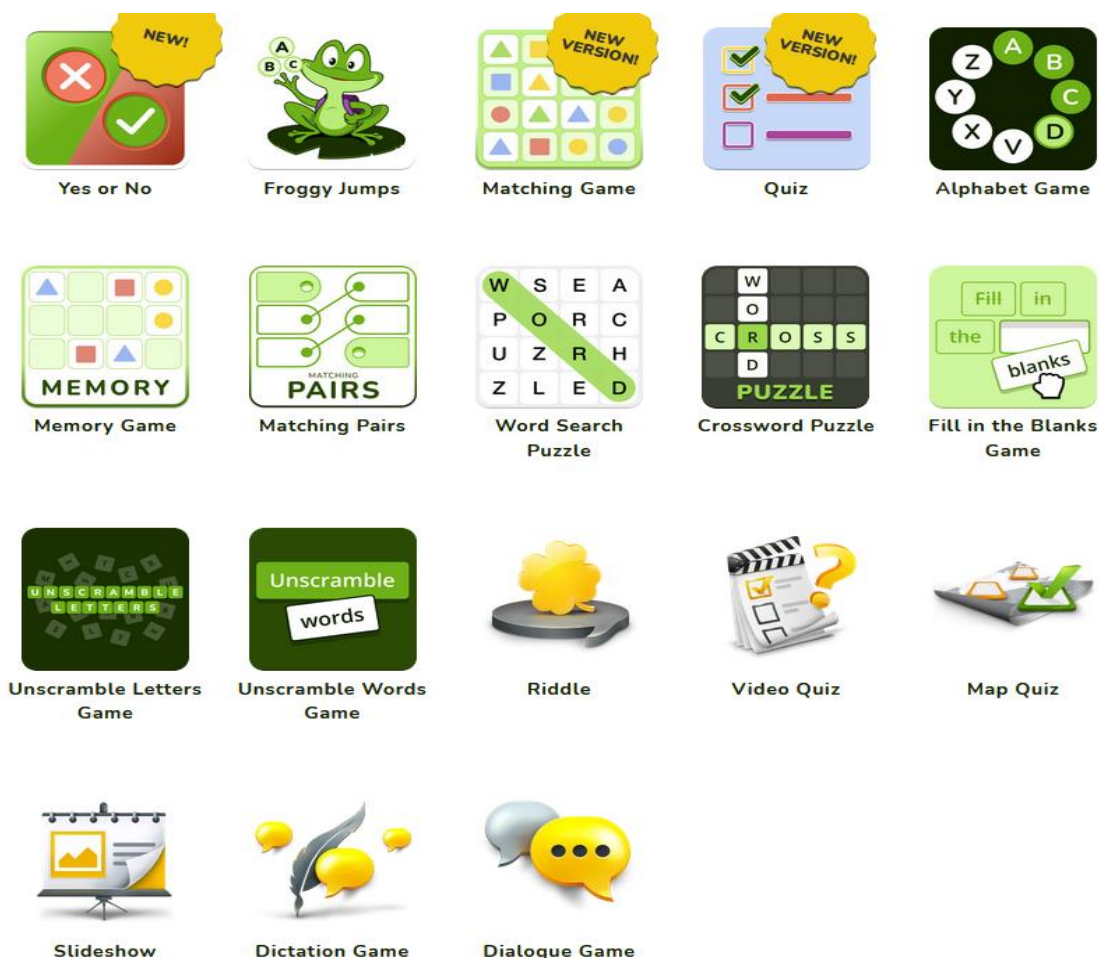 NEW!
NEW
VERSION!
NEW
VERSION!
A
B C
Z A B
Y C
X V D
Yes or No
Froggy Jumps
Matching Game
Quiz
Alphabet Game
MEMORY
MATCHING
PAIRS
W S E A
P O R C
U Z R H
Z L E D
W
O
C R O S S
D
PUZZLE
Fill in
the
blanks
Memory Game
Matching Pairs
Word Search
Puzzle
Crossword Puzzle
Fill in the Blanks
Game
UNSCRAMBLE
LETTERS
Unscramble
words
Unscramble Letters
Game
Unscramble Words
Game
Riddle
Video Quiz
Map Quiz
Slideshow
Dictation Game
Dialogue Game